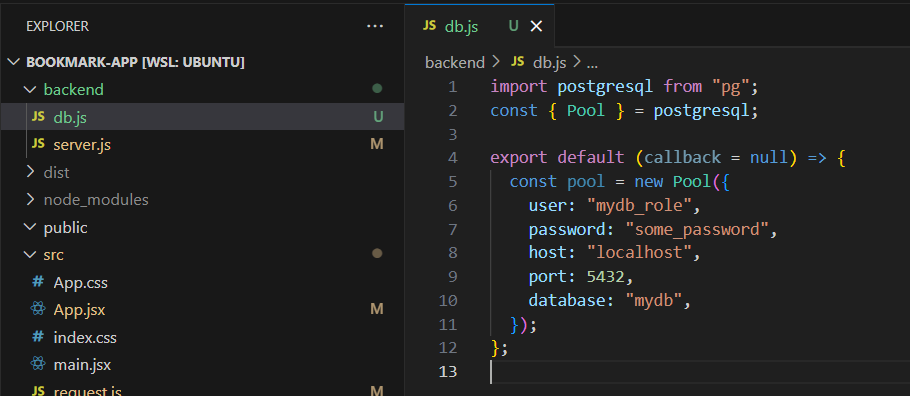 EXPLORER
...
BOOKMARK-APP [WSL: UBUNTU]
backend
JS db.js U
JS server.js M
dist
node_modules
public
src
# App.css
App.jsx M
# index.css
main.jsx
JS request.js M
JS db.js U
backend > JS db.js > ...
1 import postgresql from "pg";
2 const { Pool } = postgresql;
3
4 export default (callback = null) => {
5 const pool = new Pool({
6 user: "mydb_role",
7 password: "some_password",
8 host: "localhost",
9 port: 5432,
10 database: "mydb",
11 });
12 };
13